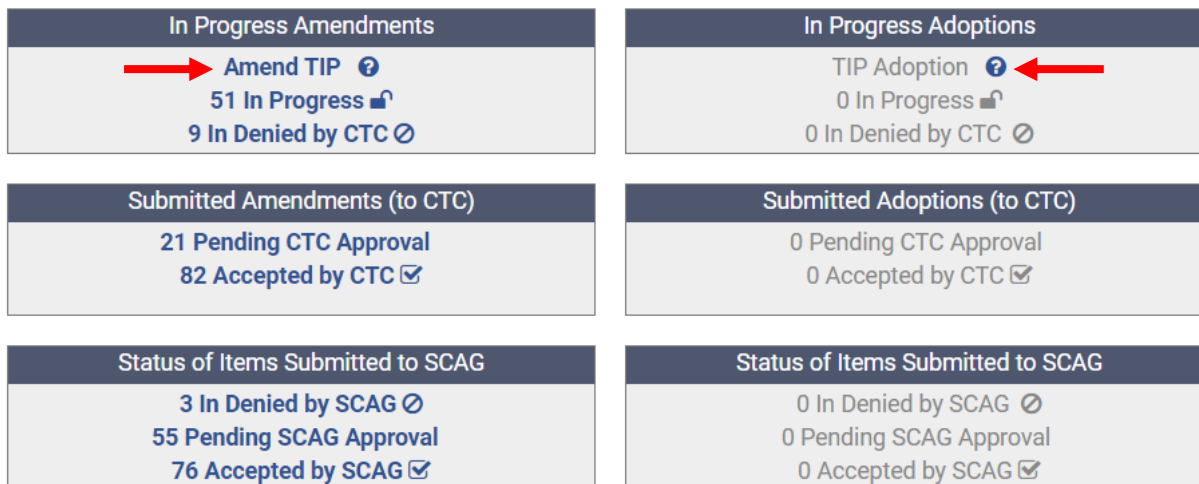 In Progress Amendments
Amend TIP
51 In Progress
9 In Denied by CTC
In Progress Adoptions
TIP Adoption
0 In Progress
0 In Denied by CTC
Submitted Amendments (to CTC)
21 Pending CTC Approval
82 Accepted by CTC
Submitted Adoptions (to CTC)
0 Pending CTC Approval
0 Accepted by CTC
Status of Items Submitted to SCAG
3 In Denied by SCAG
55 Pending SCAG Approval
76 Accepted by SCAG
Status of Items Submitted to SCAG
0 In Denied by SCAG
0 Pending SCAG Approval
0 Accepted by SCAG